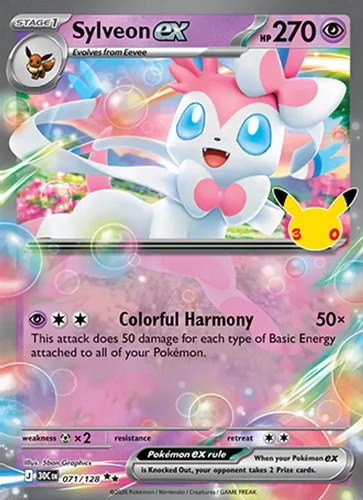 STAGE 1
Sylveon ex
HP 270
Evolves from Eevee
30
Colorful Harmony 50×
This attack does 50 damage for each type of Basic Energy
attached to all of your Pokémon.
weakness ×2 resistance retreat
Illus. 5ban Graphics
Pokémon ex rule
When your Pokémon ex
is Knocked Out, your opponent takes 2 Prize cards.
J 30C EN 071/128 ★★
©2026 Pokémon / Nintendo / Creatures / GAME FREAK